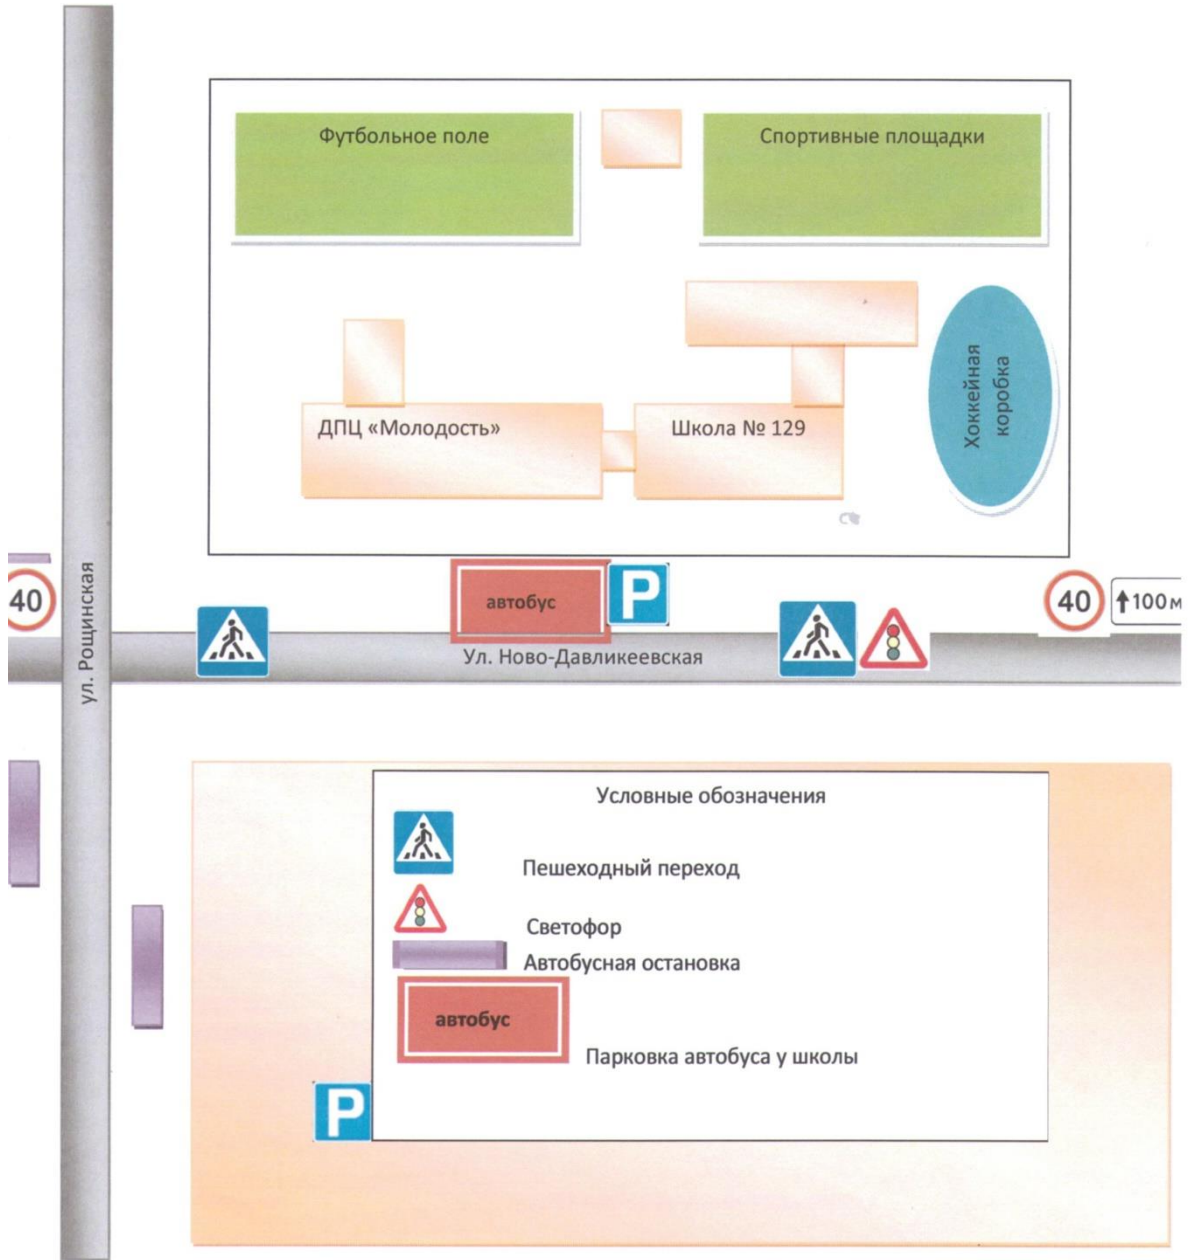 Футбольное поле
Спортивные площадки
Хоккейная
коробка
ДПЦ «Молодость»
Школа № 129
ул. Рощинская
40
автобус
P
40
100м
Ул. Ново-Давликеевская
Условные обозначения
Пешеходный переход
Светофор
Автобусная остановка
автобус
Парковка автобуса у школы
P